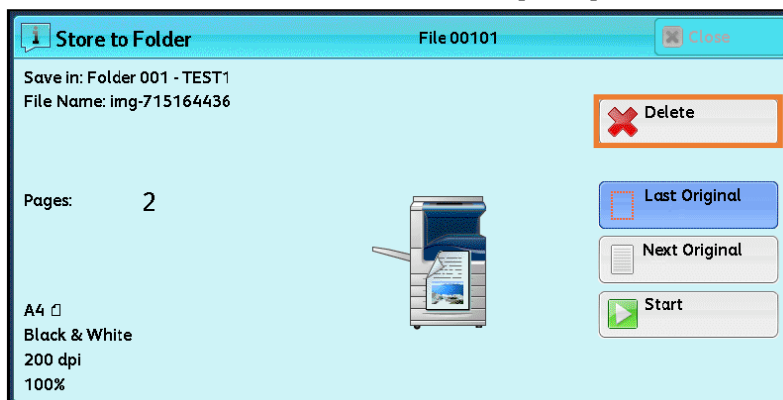 Store to Folder
File 00101
Close
Save in: Folder 001 - TEST1
File Name: img-715164436
Delete
Pages: 2
Last Original
Next Original
Start
A4
Black & White
200 dpi
100%